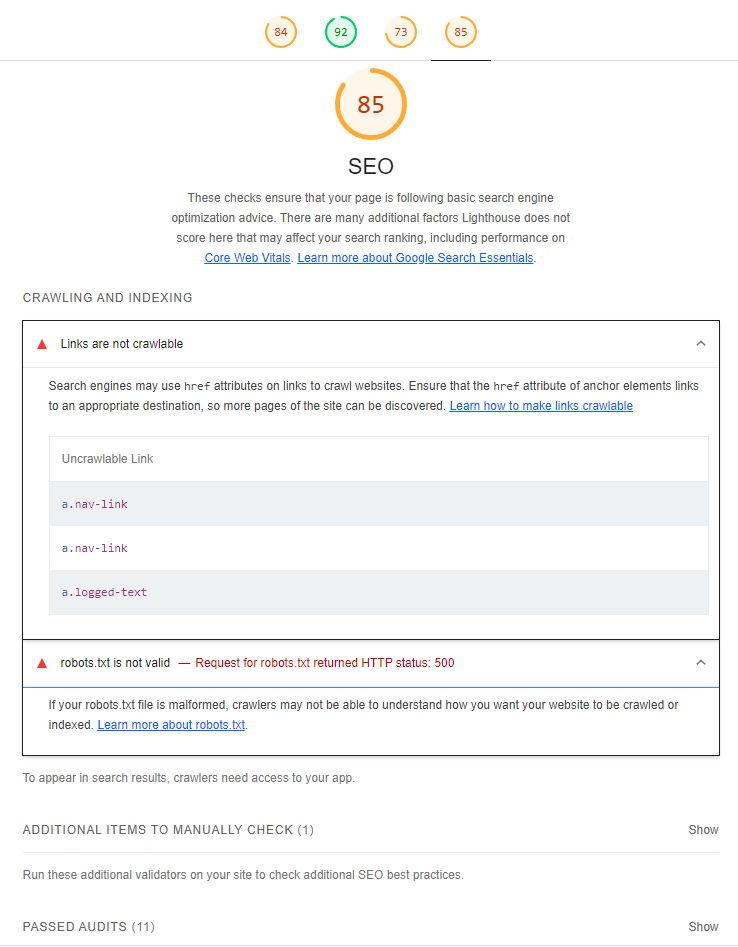 84 92 73 85
85
SEO
These checks ensure that your page is following basic search engine
optimization advice. There are many additional factors Lighthouse does not
score here that may affect your search ranking, including performance on
Core Web Vitals. Learn more about Google Search Essentials.
CRAWLING AND INDEXING
Links are not crawlable
Search engines may use href attributes on links to crawl websites. Ensure that the href attribute of anchor elements links
to an appropriate destination, so more pages of the site can be discovered. Learn how to make links crawlable
Uncrawlable Link
a.nav-link
a.nav-link
a.logged-text
robots.txt is not valid — Request for robots.txt returned HTTP status: 500
If your robots.txt file is malformed, crawlers may not be able to understand how you want your website to be crawled or
indexed. Learn more about robots.txt.
To appear in search results, crawlers need access to your app.
ADDITIONAL ITEMS TO MANUALLY CHECK (1) Show
Run these additional validators on your site to check additional SEO best practices.
PASSED AUDITS (11) Show